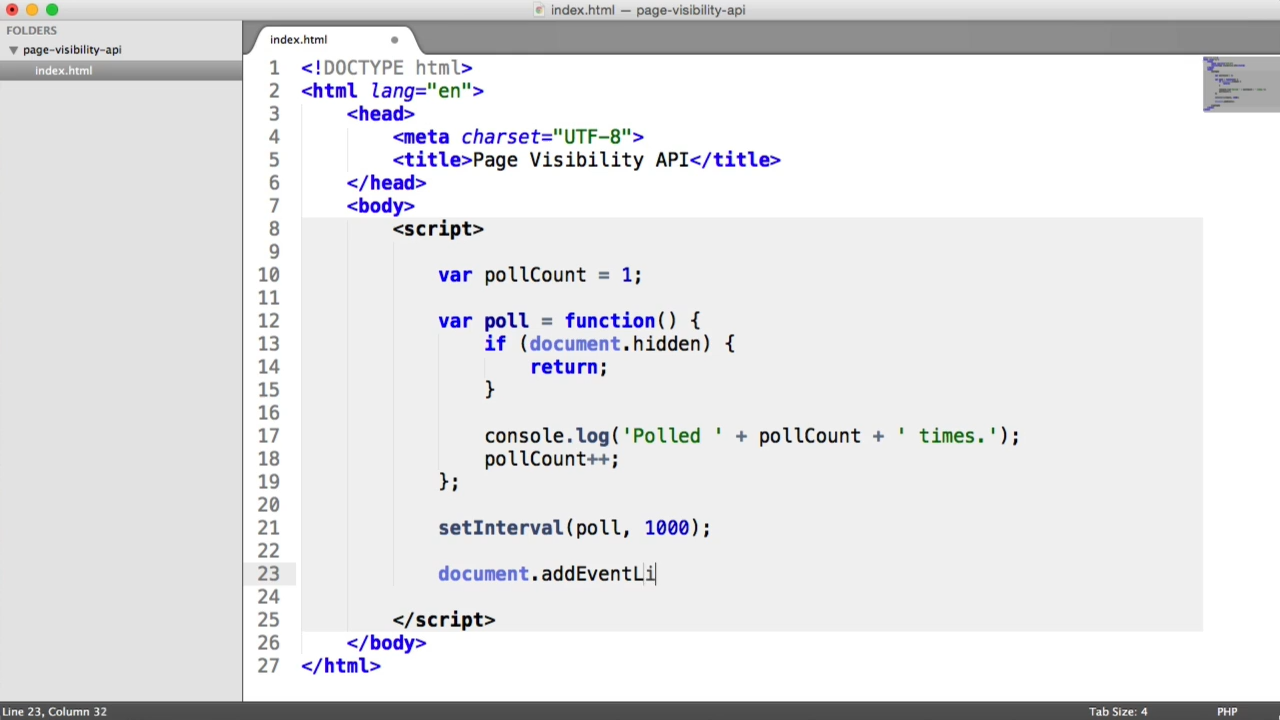 index.html — page-visibility-api
FOLDERS
page-visibility-api
index.html
index.html
1 <!DOCTYPE html>
2 <html lang="en">
3 <head>
4 <meta charset="UTF-8">
5 <title>Page Visibility API</title>
6 </head>
7 <body>
8 <script>
9
10 var pollCount = 1;
11
12 var poll = function() {
13 if (document.hidden) {
14 return;
15 }
16
17 console.log('Polled ' + pollCount + ' times.');
18 pollCount++;
19 };
20
21 setInterval(poll, 1000);
22
23 document.addEventLi
24
25 </script>
26 </body>
27 </html>
Line 23, Column 32
Tab Size: 4
PHP